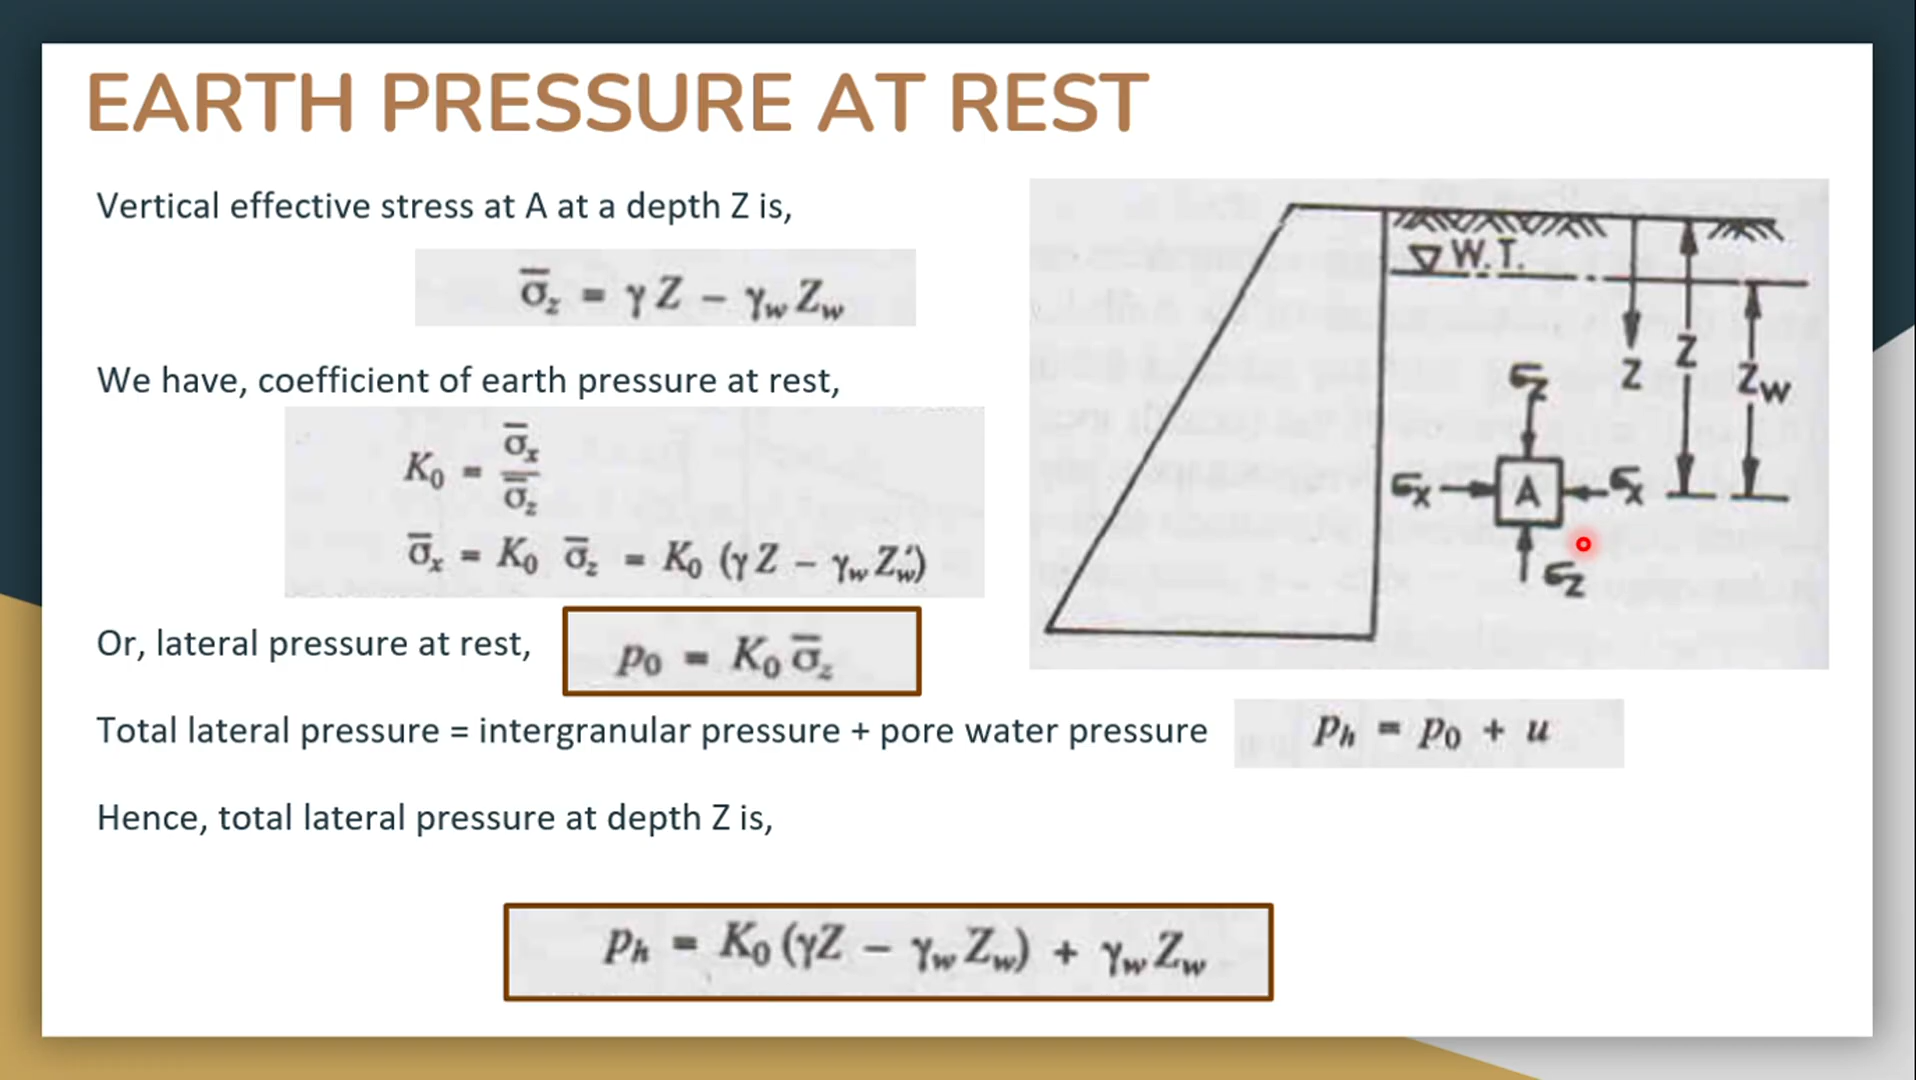 EARTH PRESSURE AT REST
Vertical effective stress at A at a depth Z is,
σ̅z = γ Z − γw Zw
We have, coefficient of earth pressure at rest,
K0 = σ̅x / σ̅z
σ̅x = K0 σ̅z = K0 (γ Z − γw Zw)
Or, lateral pressure at rest,
p0 = K0 σ̅z
Total lateral pressure = intergranular pressure + pore water pressure
ph = p0 + u
Hence, total lateral pressure at depth Z is,
ph = K0 (γZ − γw Zw) + γw Zw
W.T.
Z
Z
Zw
σz
σx
A
σx
σz